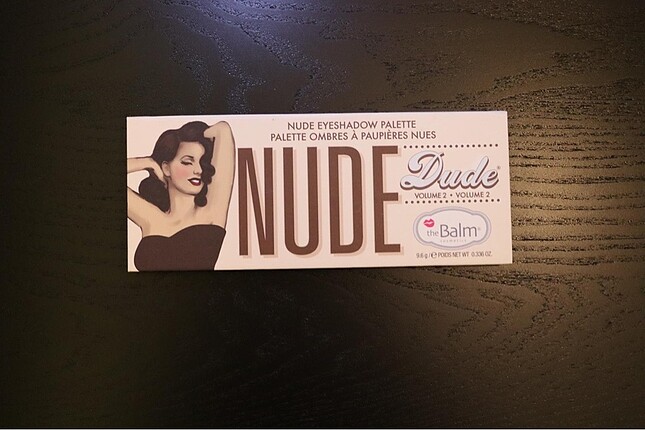 NUDE EYESHADOW PALETTE
PALETTE OMBRES À PAUPIÈRES NUES
NUDE
Dude®
VOLUME 2 • VOLUME 2
theBalm®
COSMETICS
9.6 g / ℮ POIDS NET WT. 0.336 OZ.